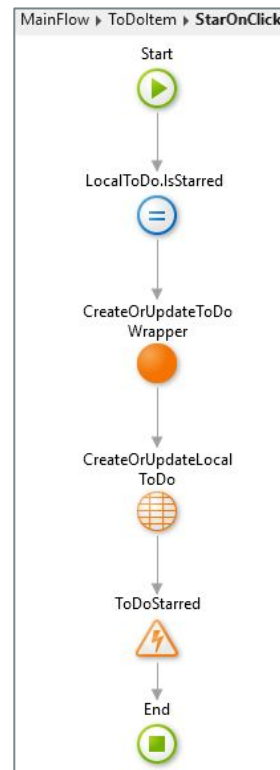 MainFlow ▸ ToDoItem ▸ StarOnClick
Start
LocalToDo.IsStarred
CreateOrUpdateToDo
Wrapper
CreateOrUpdateLocal
ToDo
ToDoStarred
End